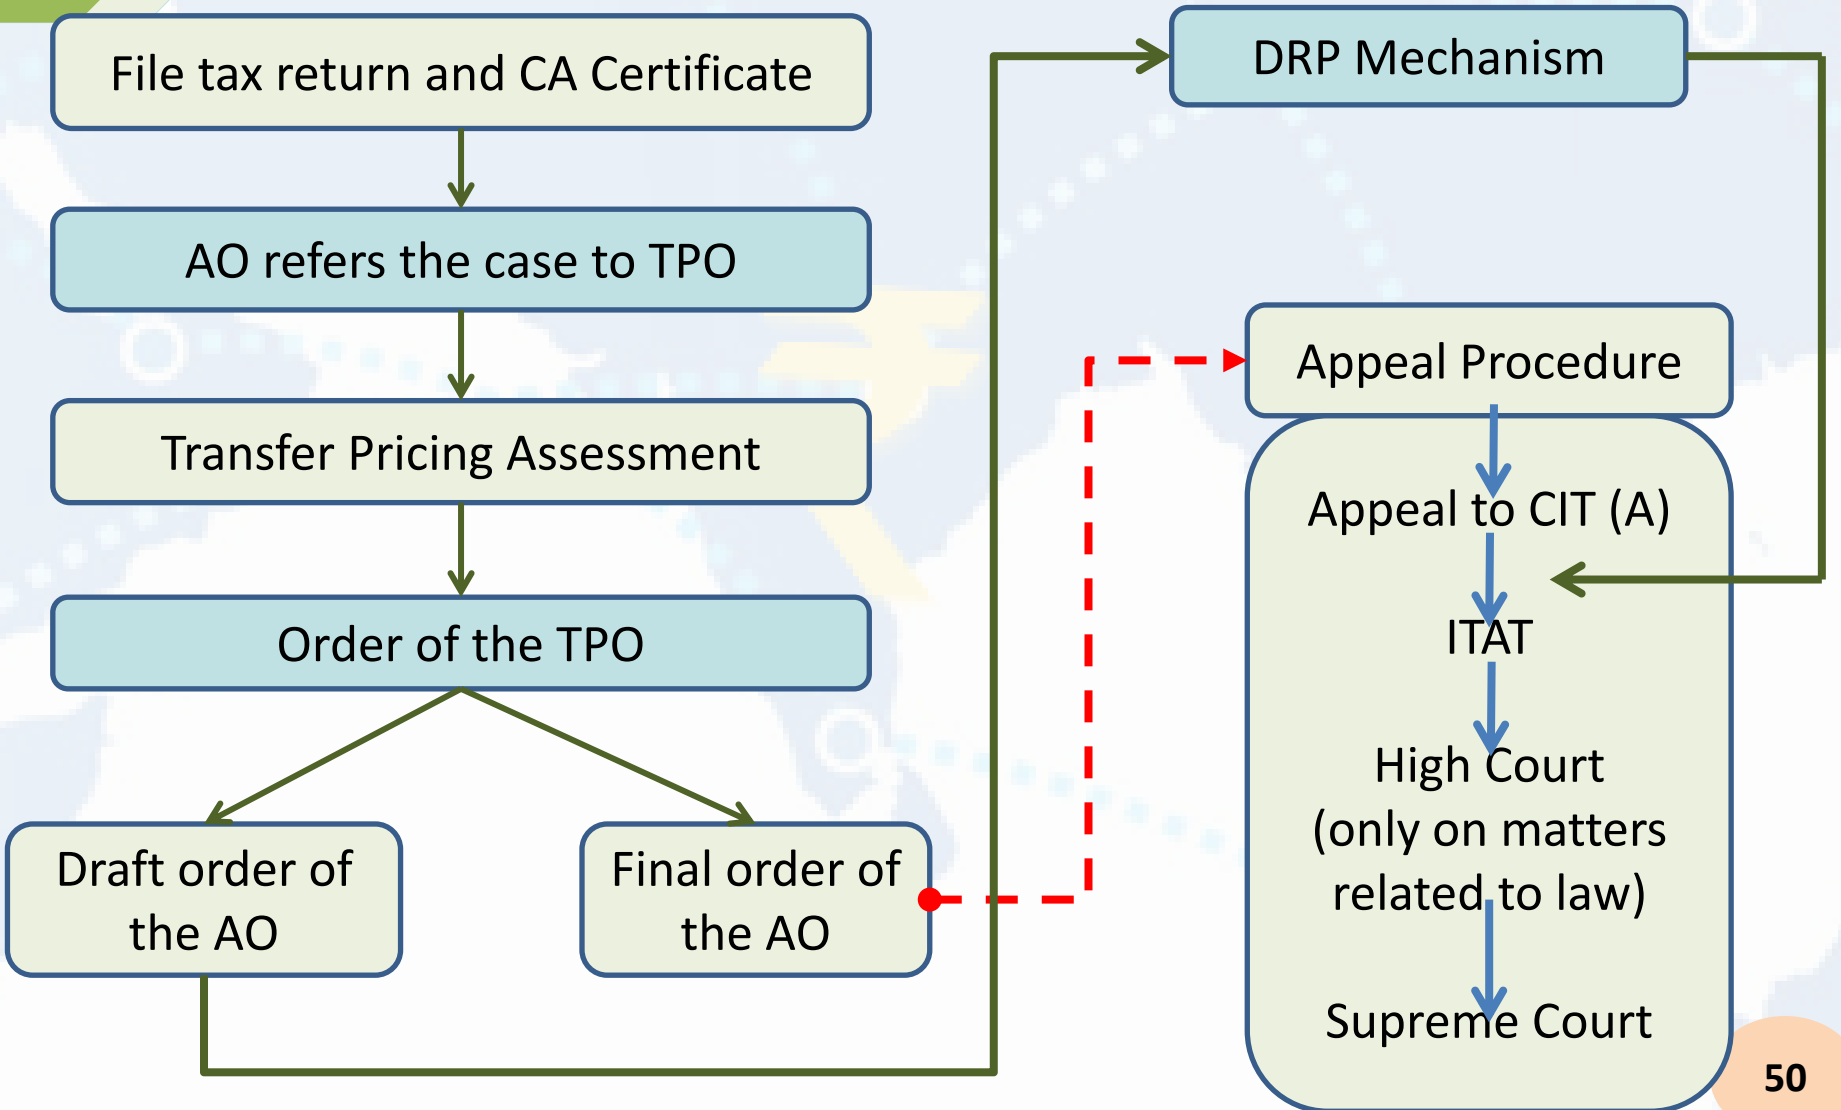 File tax return and CA Certificate
AO refers the case to TPO
Transfer Pricing Assessment
Order of the TPO
Draft order of
the AO
Final order of
the AO
DRP Mechanism
Appeal Procedure
Appeal to CIT (A)
ITAT
High Court
(only on matters
related to law)
Supreme Court
50